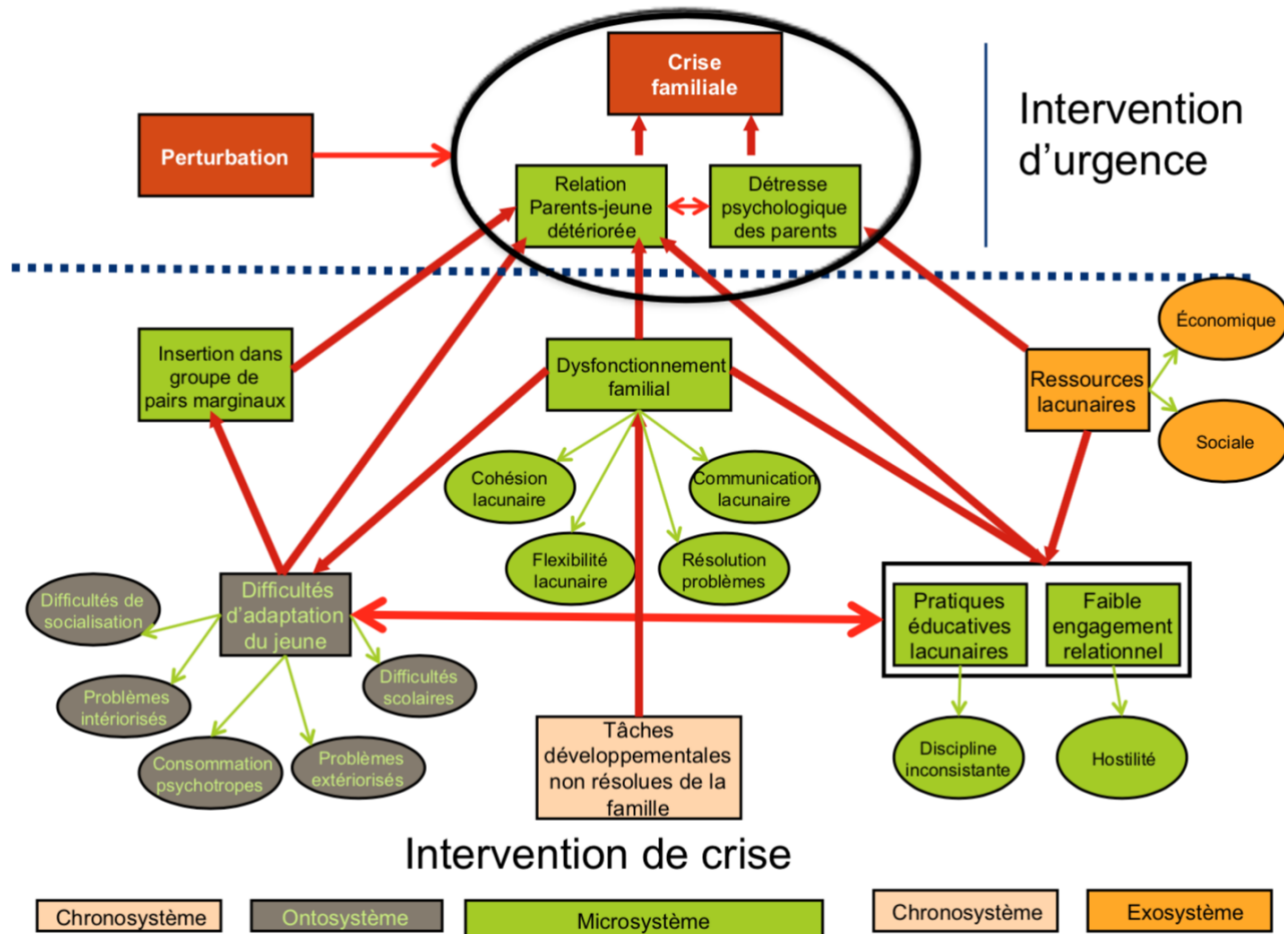 Crise
familiale
Intervention
d'urgence
Perturbation
Relation
Parents-jeune
détériorée
Détresse
psychologique
des parents
Économique
Insertion dans
groupe de
pairs marginaux
Dysfonctionnement
familial
Ressources
lacunaires
Sociale
Cohésion
lacunaire
Communication
lacunaire
Flexibilité
lacunaire
Résolution
problèmes
Difficultés de
socialisation
Difficultés
d'adaptation
du jeune
Pratiques
éducatives
lacunaires
Faible
engagement
relationnel
Problèmes
intériorisés
Difficultés
scolaires
Consommation
psychotropes
Problèmes
extériorisés
Tâches
développementales
non résolues de la
famille
Discipline
inconsistante
Hostilité
Intervention de crise
Chronosystème
Ontosystème
Microsystème
Chronosystème
Exosystème